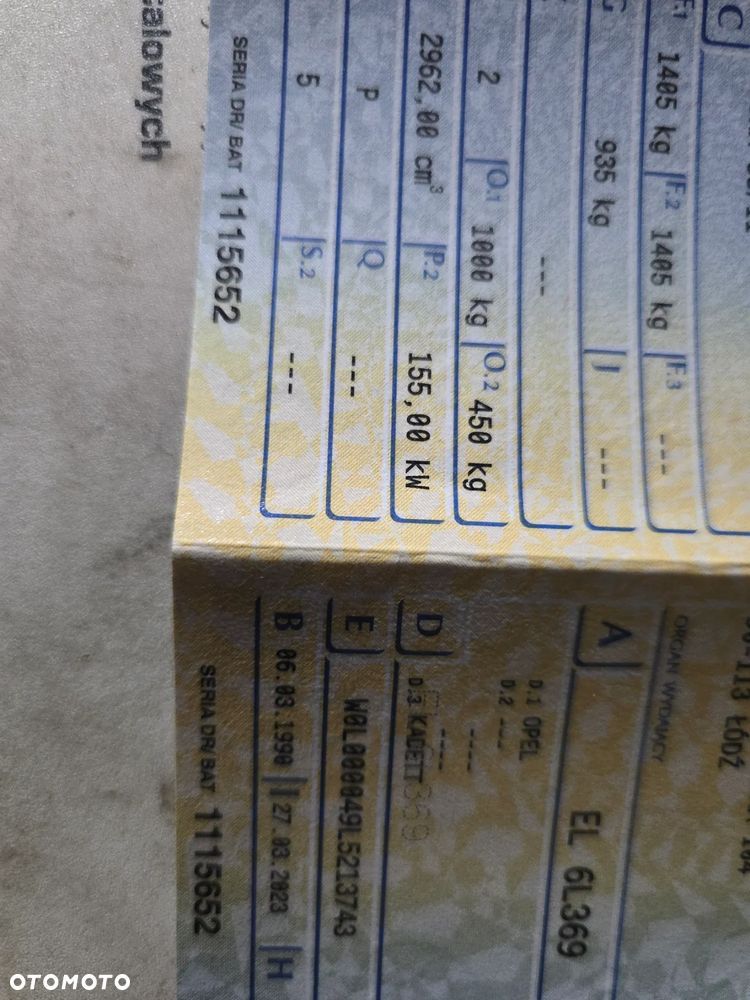 calowych
C
F.1 1405 kg F.2 1405 kg F.3 ---
G 935 kg J ---
---
2 O.1 1000 kg O.2 450 kg
2962,00 cm³ P.2 155,00 kW
P Q ---
5 S.2 ---
SERIA DR/ BAT 1115652
ŁÓDŹ
ORGAN WYDAJĄCY
A EL 6L369
D.1 OPEL
D.2 ---
----
----
D D.3 KADETT
E W0L000049L5213743
B 06.03.1990 I 27.03.2023 H
SERIA DR/ BAT 1115652
OTOMOTO